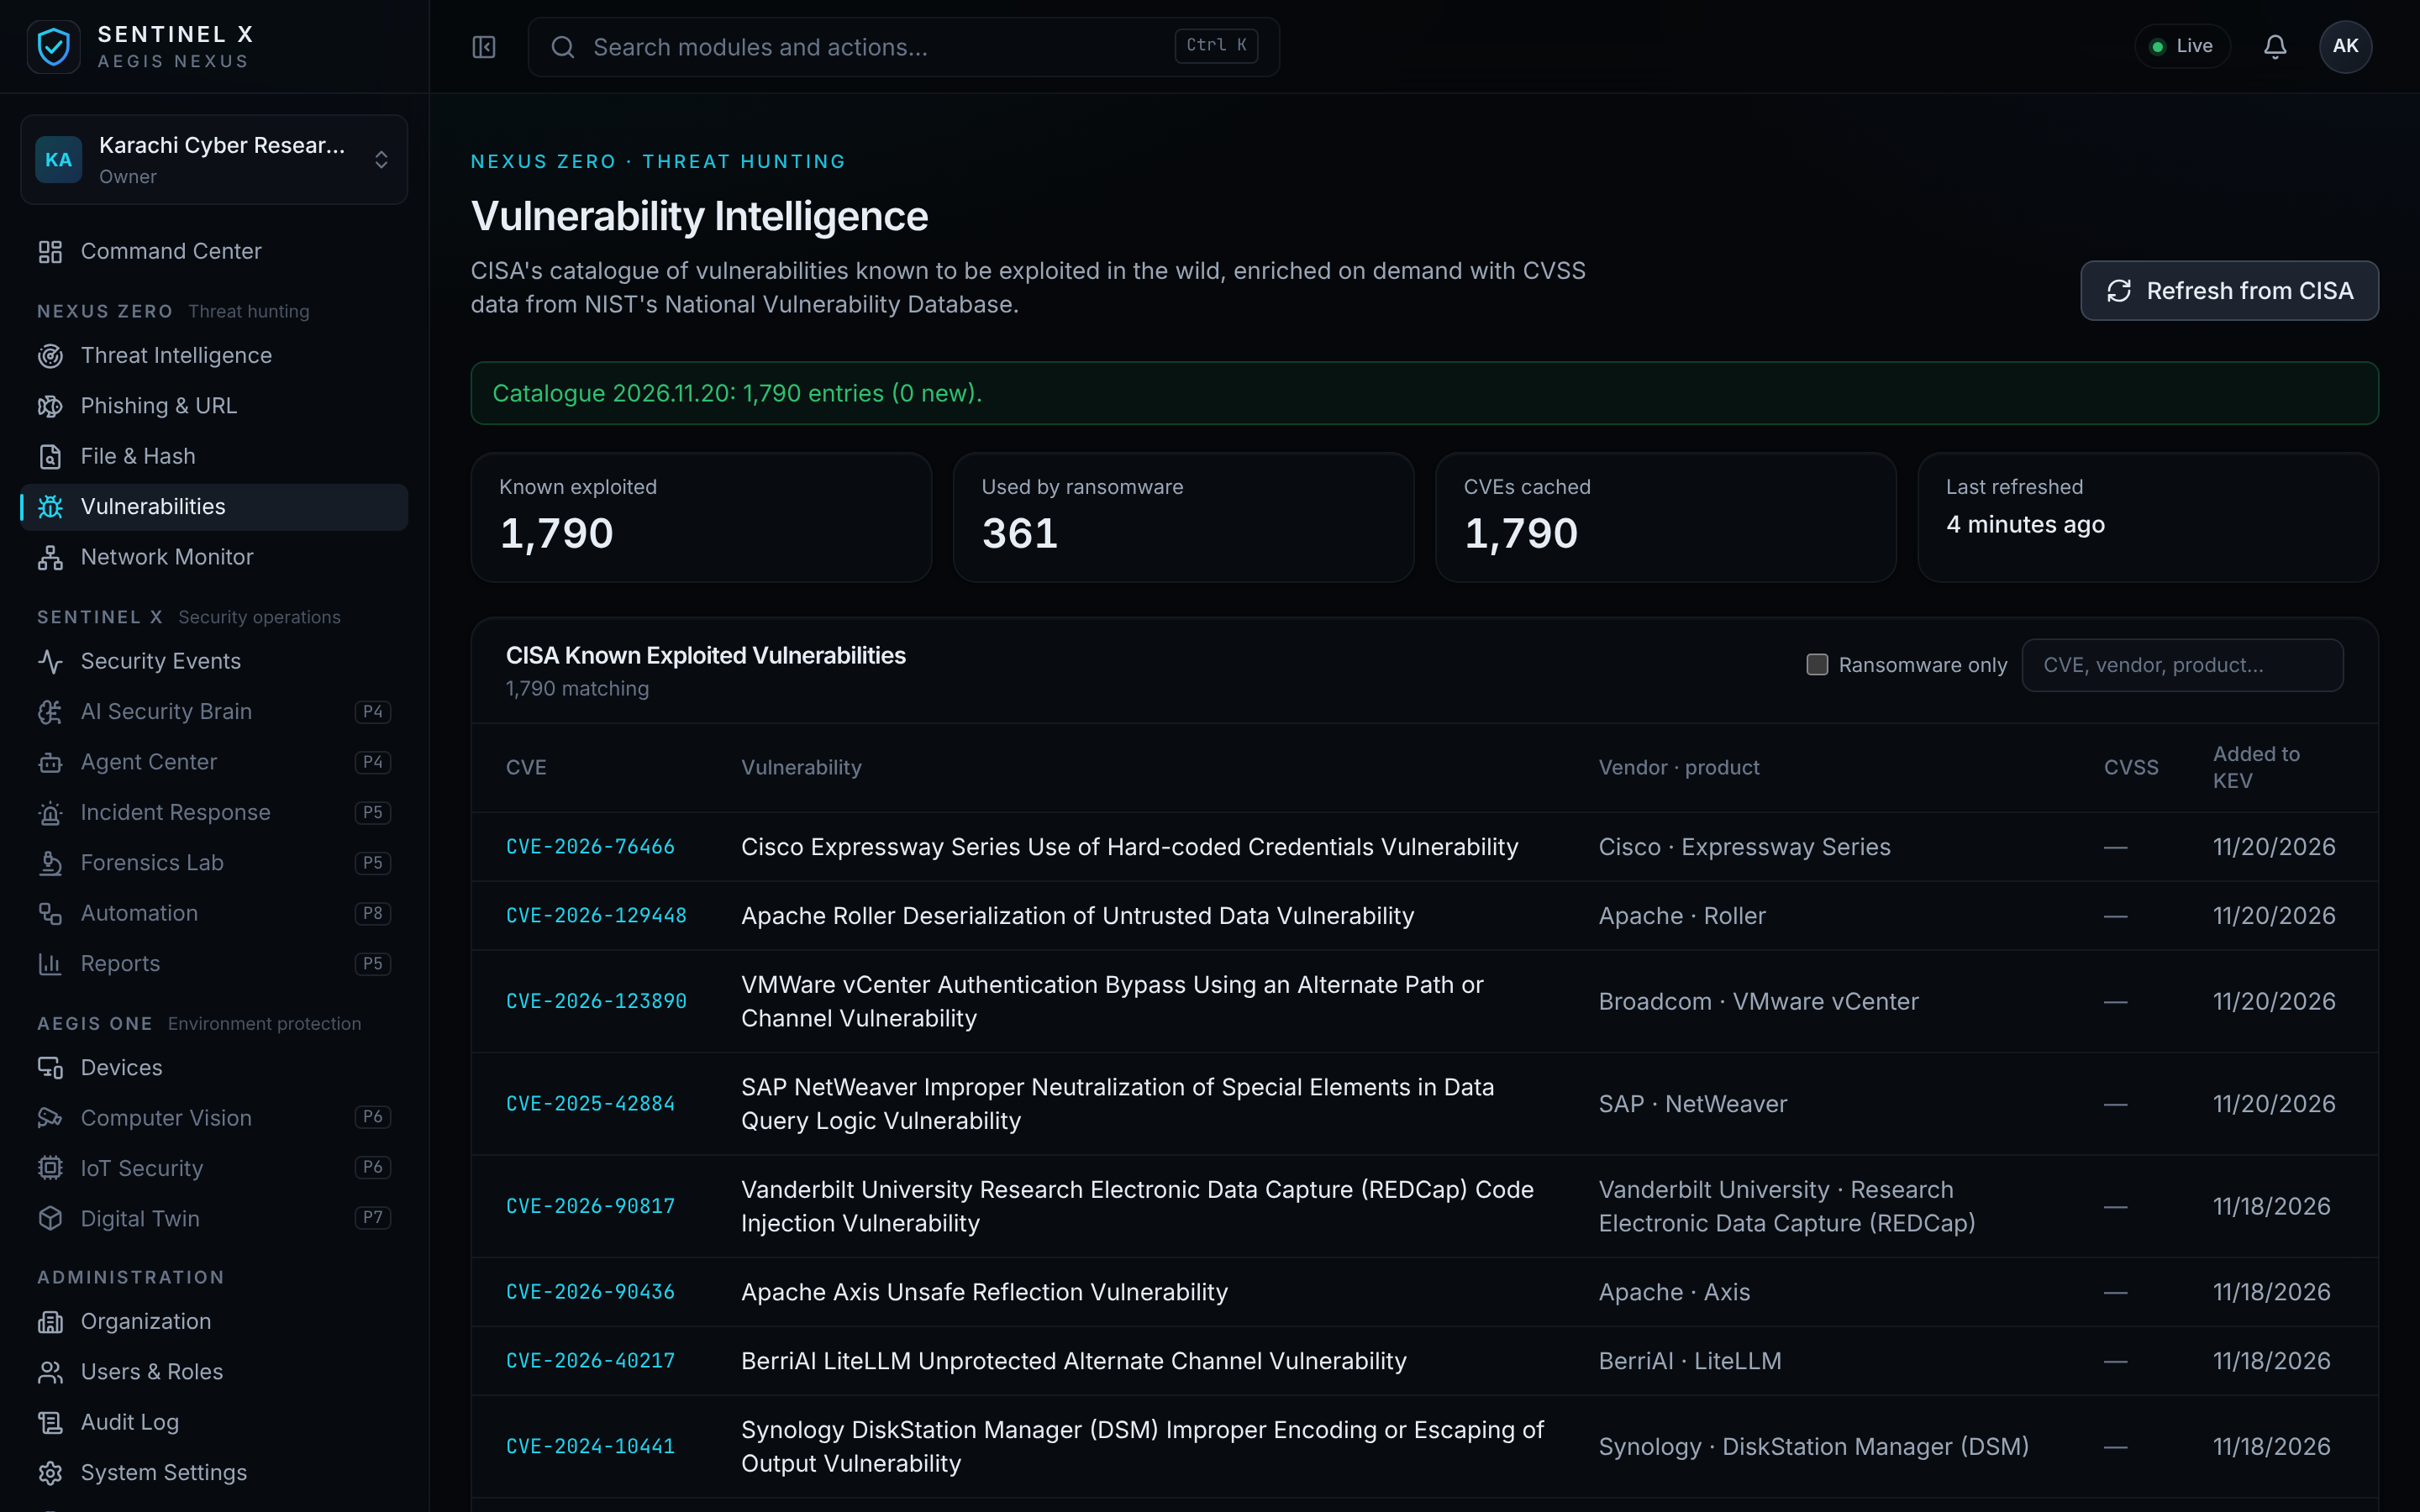 SENTINEL X
AEGIS NEXUS
Search modules and actions...
Ctrl K
Live
AK
KA
Karachi Cyber Resear...
Owner
Command Center
NEXUS ZERO Threat hunting
Threat Intelligence
Phishing & URL
File & Hash
Vulnerabilities
Network Monitor
SENTINEL X Security operations
Security Events
AI Security Brain P4
Agent Center P4
Incident Response P5
Forensics Lab P5
Automation P8
Reports P5
AEGIS ONE Environment protection
Devices
Computer Vision P6
IoT Security P6
Digital Twin P7
ADMINISTRATION
Organization
Users & Roles
Audit Log
System Settings
NEXUS ZERO · THREAT HUNTING
Vulnerability Intelligence
CISA's catalogue of vulnerabilities known to be exploited in the wild, enriched on demand with CVSS
data from NIST's National Vulnerability Database.
Refresh from CISA
Catalogue 2026.11.20: 1,790 entries (0 new).
Known exploited
1,790
Used by ransomware
361
CVEs cached
1,790
Last refreshed
4 minutes ago
CISA Known Exploited Vulnerabilities
1,790 matching
Ransomware only
CVE, vendor, product...
CVE Vulnerability Vendor · product CVSS Added to
KEV
CVE-2026-76466 Cisco Expressway Series Use of Hard-coded Credentials Vulnerability Cisco · Expressway Series — 11/20/2026
CVE-2026-129448 Apache Roller Deserialization of Untrusted Data Vulnerability Apache · Roller — 11/20/2026
CVE-2026-123890 VMWare vCenter Authentication Bypass Using an Alternate Path or
Channel Vulnerability Broadcom · VMware vCenter — 11/20/2026
CVE-2025-42884 SAP NetWeaver Improper Neutralization of Special Elements in Data
Query Logic Vulnerability SAP · NetWeaver — 11/20/2026
CVE-2026-90817 Vanderbilt University Research Electronic Data Capture (REDCap) Code
Injection Vulnerability Vanderbilt University · Research
Electronic Data Capture (REDCap) — 11/18/2026
CVE-2026-90436 Apache Axis Unsafe Reflection Vulnerability Apache · Axis — 11/18/2026
CVE-2026-40217 BerriAI LiteLLM Unprotected Alternate Channel Vulnerability BerriAI · LiteLLM — 11/18/2026
CVE-2024-10441 Synology DiskStation Manager (DSM) Improper Encoding or Escaping of
Output Vulnerability Synology · DiskStation Manager (DSM) — 11/18/2026